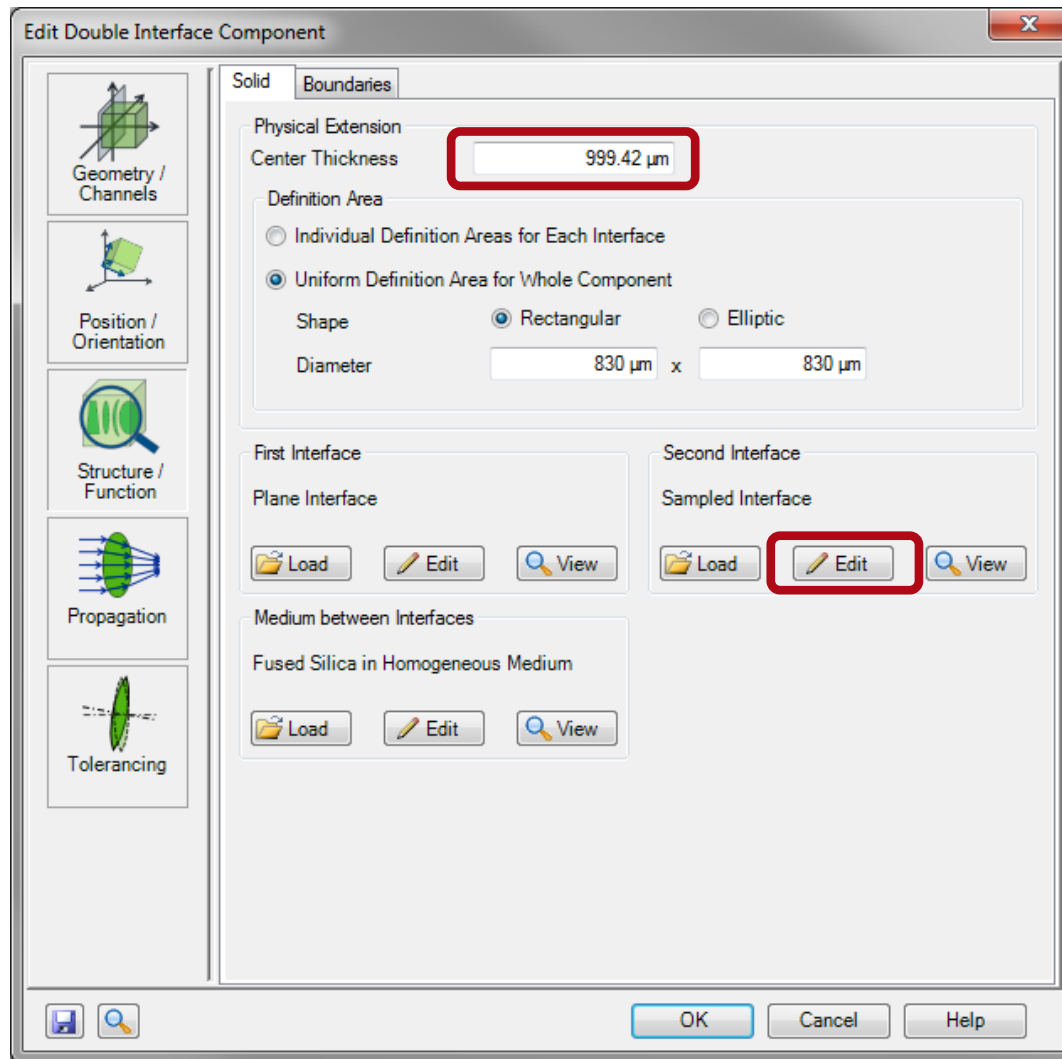 Edit Double Interface Component
Geometry /
Channels
Position /
Orientation
Structure /
Function
Propagation
Tolerancing
Solid
Boundaries
Physical Extension
Center Thickness 999.42 µm
Definition Area
Individual Definition Areas for Each Interface
Uniform Definition Area for Whole Component
Shape Rectangular Elliptic
Diameter 830 µm x 830 µm
First Interface
Plane Interface
Load Edit View
Second Interface
Sampled Interface
Load Edit View
Medium between Interfaces
Fused Silica in Homogeneous Medium
Load Edit View
OK Cancel Help